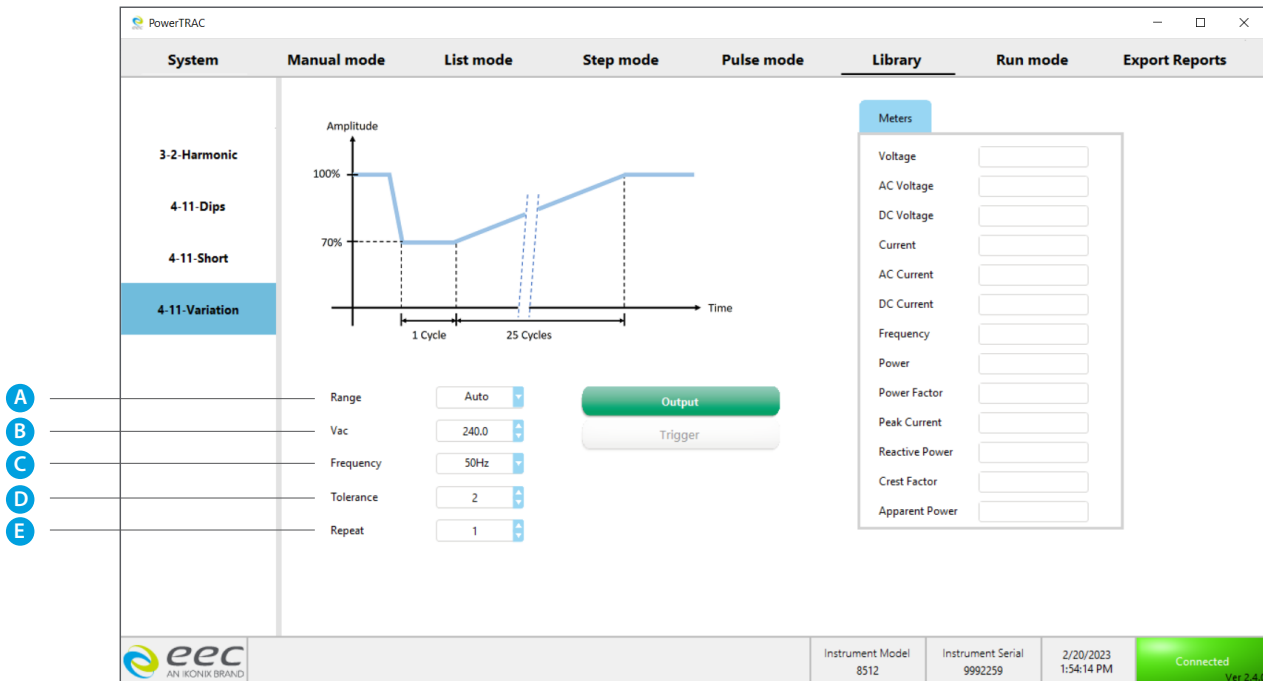 PowerTRAC
System Manual mode List mode Step mode Pulse mode Library Run mode Export Reports
3-2-Harmonic
4-11-Dips
4-11-Short
4-11-Variation
Amplitude
100%
70%
Time
1 Cycle 25 Cycles
A Range Auto
B Vac 240.0
C Frequency 50Hz
D Tolerance 2
E Repeat 1
Output
Trigger
Meters
Voltage
AC Voltage
DC Voltage
Current
AC Current
DC Current
Frequency
Power
Power Factor
Peak Current
Reactive Power
Crest Factor
Apparent Power
eec
AN IKONIX BRAND
Instrument Model
8512
Instrument Serial
9992259
2/20/2023
1:54:14 PM
Connected
Ver 2.4.